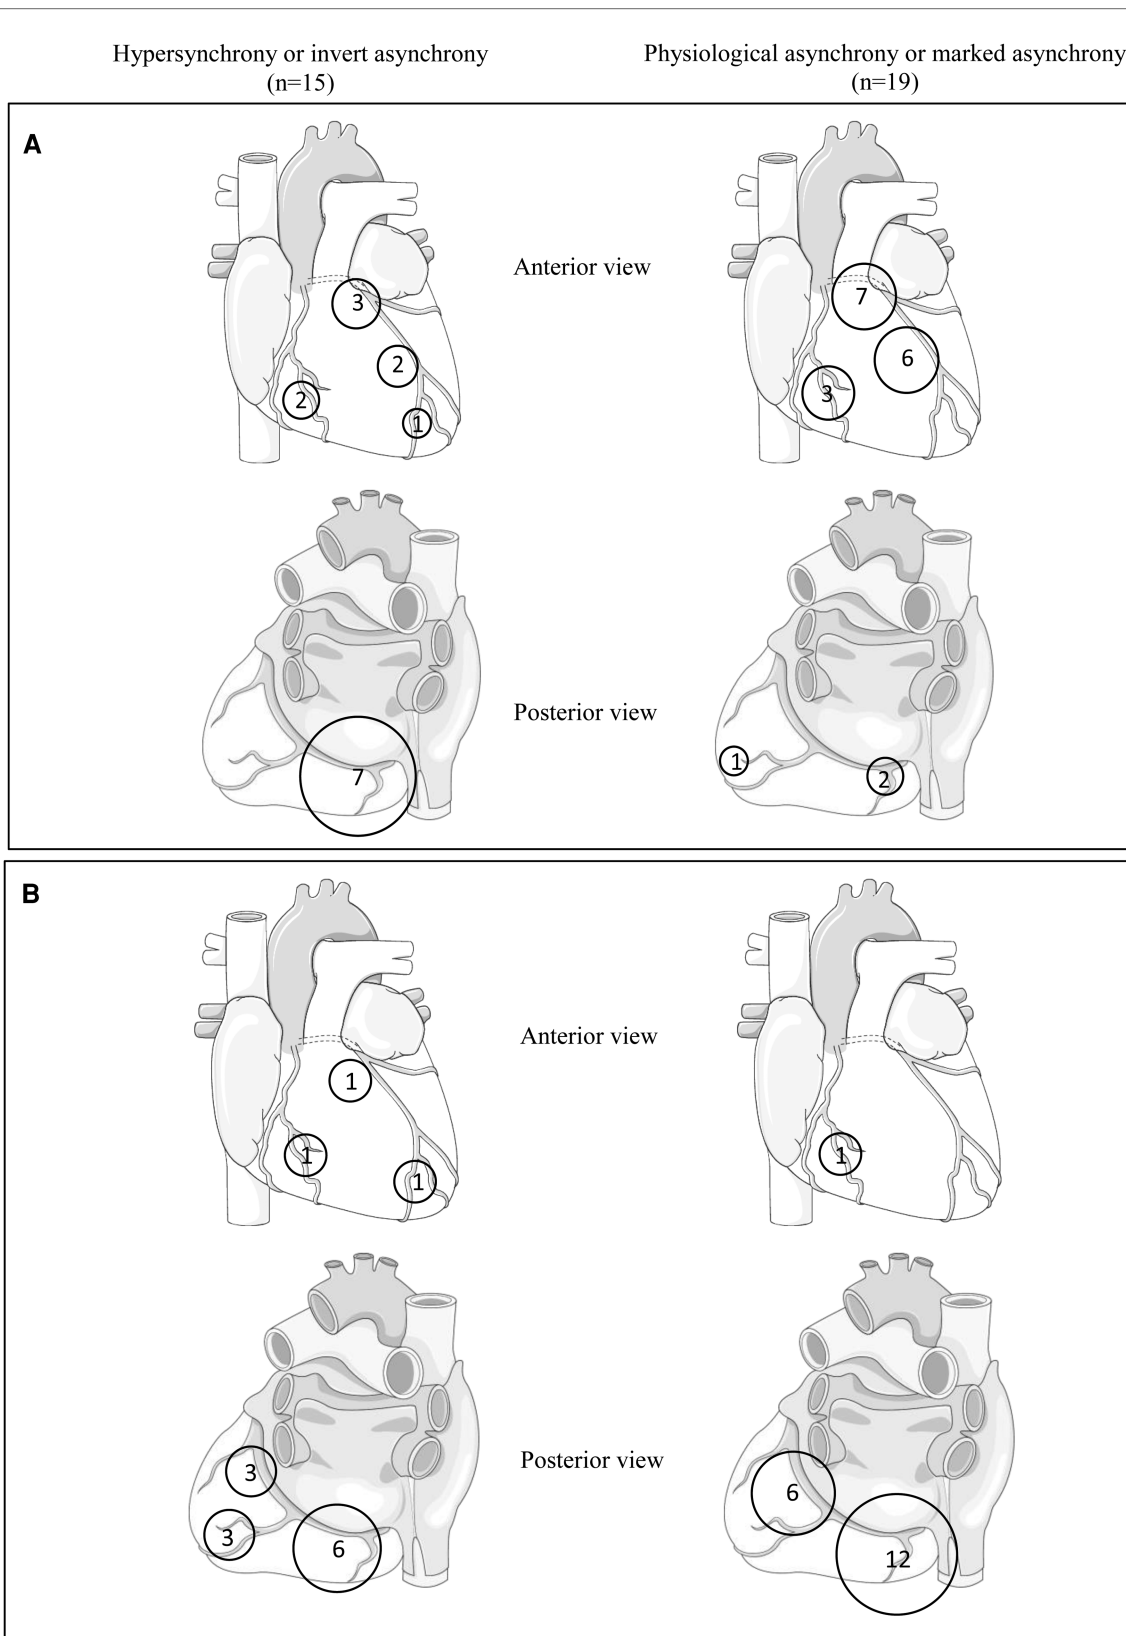 Hypersynchrony or invert asynchrony
(n=15)
Physiological asynchrony or marked asynchrony
(n=19)
A
Anterior view
3
2
2
1
7
6
3
Posterior view
7
1
2
B
Anterior view
1
1
1
1
Posterior view
3
3
6
6
12